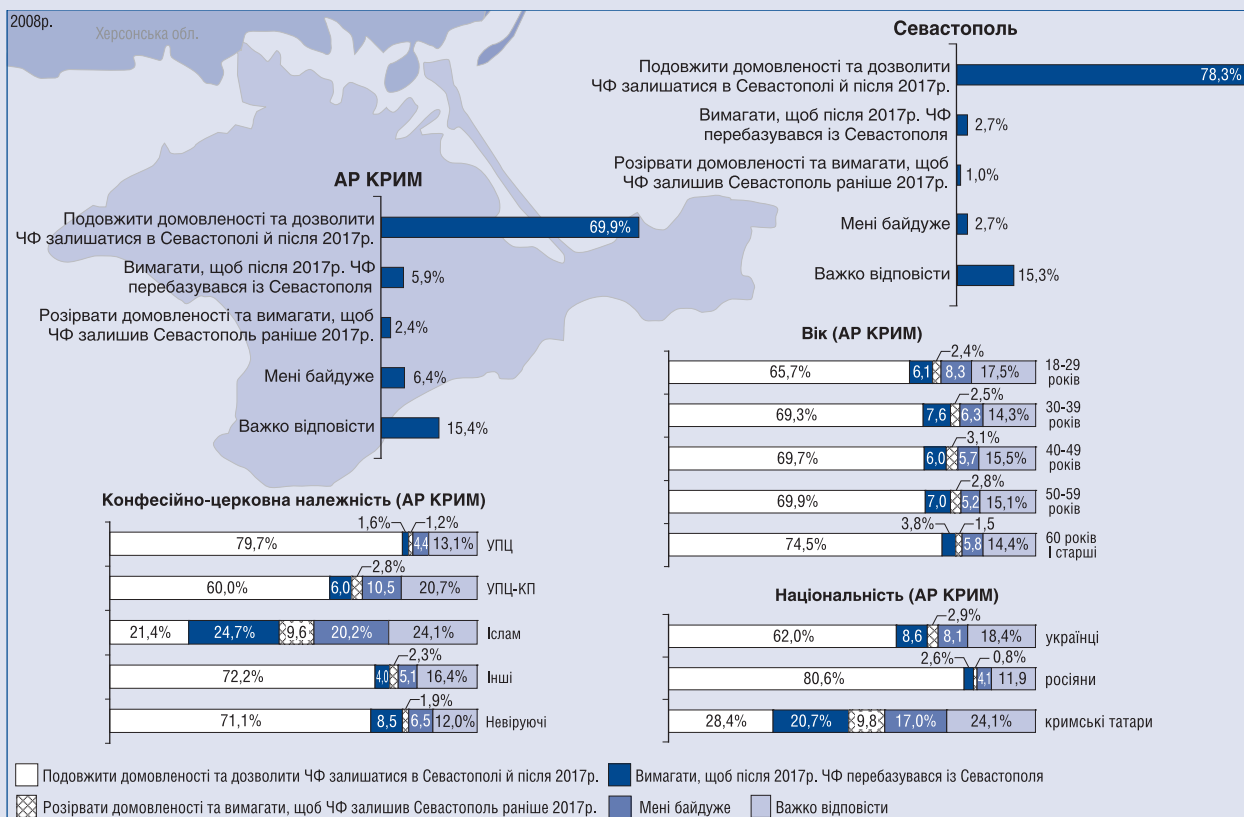 2008р.
Херсонська обл.
Севастополь
Подовжити домовленості та дозволити
ЧФ залишатися в Севастополі й після 2017р.
78,3%
Вимагати, щоб після 2017р. ЧФ
перебазувався із Севастополя
2,7%
Розірвати домовленості та вимагати, щоб
ЧФ залишив Севастополь раніше 2017р.
1,0%
Мені байдуже
2,7%
Важко відповісти
15,3%
АР КРИМ
Подовжити домовленості та дозволити
ЧФ залишатися в Севастополі й після 2017р.
69,9%
Вимагати, щоб після 2017р. ЧФ
перебазувався із Севастополя
5,9%
Розірвати домовленості та вимагати, щоб
ЧФ залишив Севастополь раніше 2017р.
2,4%
Мені байдуже
6,4%
Важко відповісти
15,4%
Вік (АР КРИМ)
2,4%
65,7% 6,1 8,3 17,5% 18-29
років
2,5%
69,3% 7,6 6,3 14,3% 30-39
років
3,1%
69,7% 6,0 5,7 15,5% 40-49
років
2,8%
69,9% 7,0 5,2 15,1% 50-59
років
3,8% 1,5
74,5% 5,8 14,4% 60 років
І старші
Конфесійно-церковна належність (АР КРИМ)
1,6% 1,2%
79,7% 4,4 13,1% УПЦ
2,8%
60,0% 6,0 10,5 20,7% УПЦ-КП
21,4% 24,7% 9,6 20,2% 24,1% Іслам
2,3%
72,2% 4,0 5,1 16,4% Інші
1,9%
71,1% 8,5 6,5 12,0% Невіруючі
Національність (АР КРИМ)
2,9%
62,0% 8,6 8,1 18,4% українці
2,6% 0,8%
80,6% 4,1 11,9 росіяни
28,4% 20,7% 9,8 17,0% 24,1% кримські татари
Подовжити домовленості та дозволити ЧФ залишатися в Севастополі й після 2017р. Вимагати, щоб після 2017р. ЧФ перебазувався із Севастополя
Розірвати домовленості та вимагати, щоб ЧФ залишив Севастополь раніше 2017р. Мені байдуже Важко відповісти